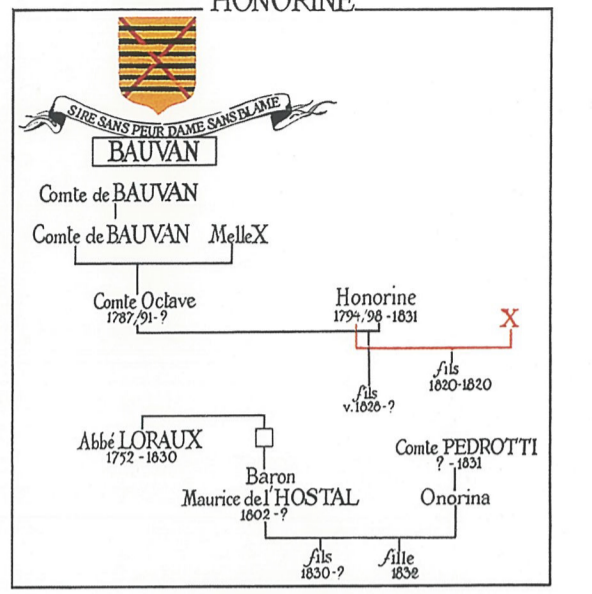 HONORINE
SIRE SANS PEUR DAME SANS BLAME
BAUVAN
Comte de BAUVAN
Comte de BAUVAN MelleX
Comte Octave
1787/91-?
Honorine
1794/98-1831
X
fils
1820-1820
fils
v.1828-?
Abbé LORAUX
1752-1830
Comte PEDROTTI
?-1831
Baron
Maurice de l'HOSTAL
1802-?
Onorina
fils
1830-?
fille
1832